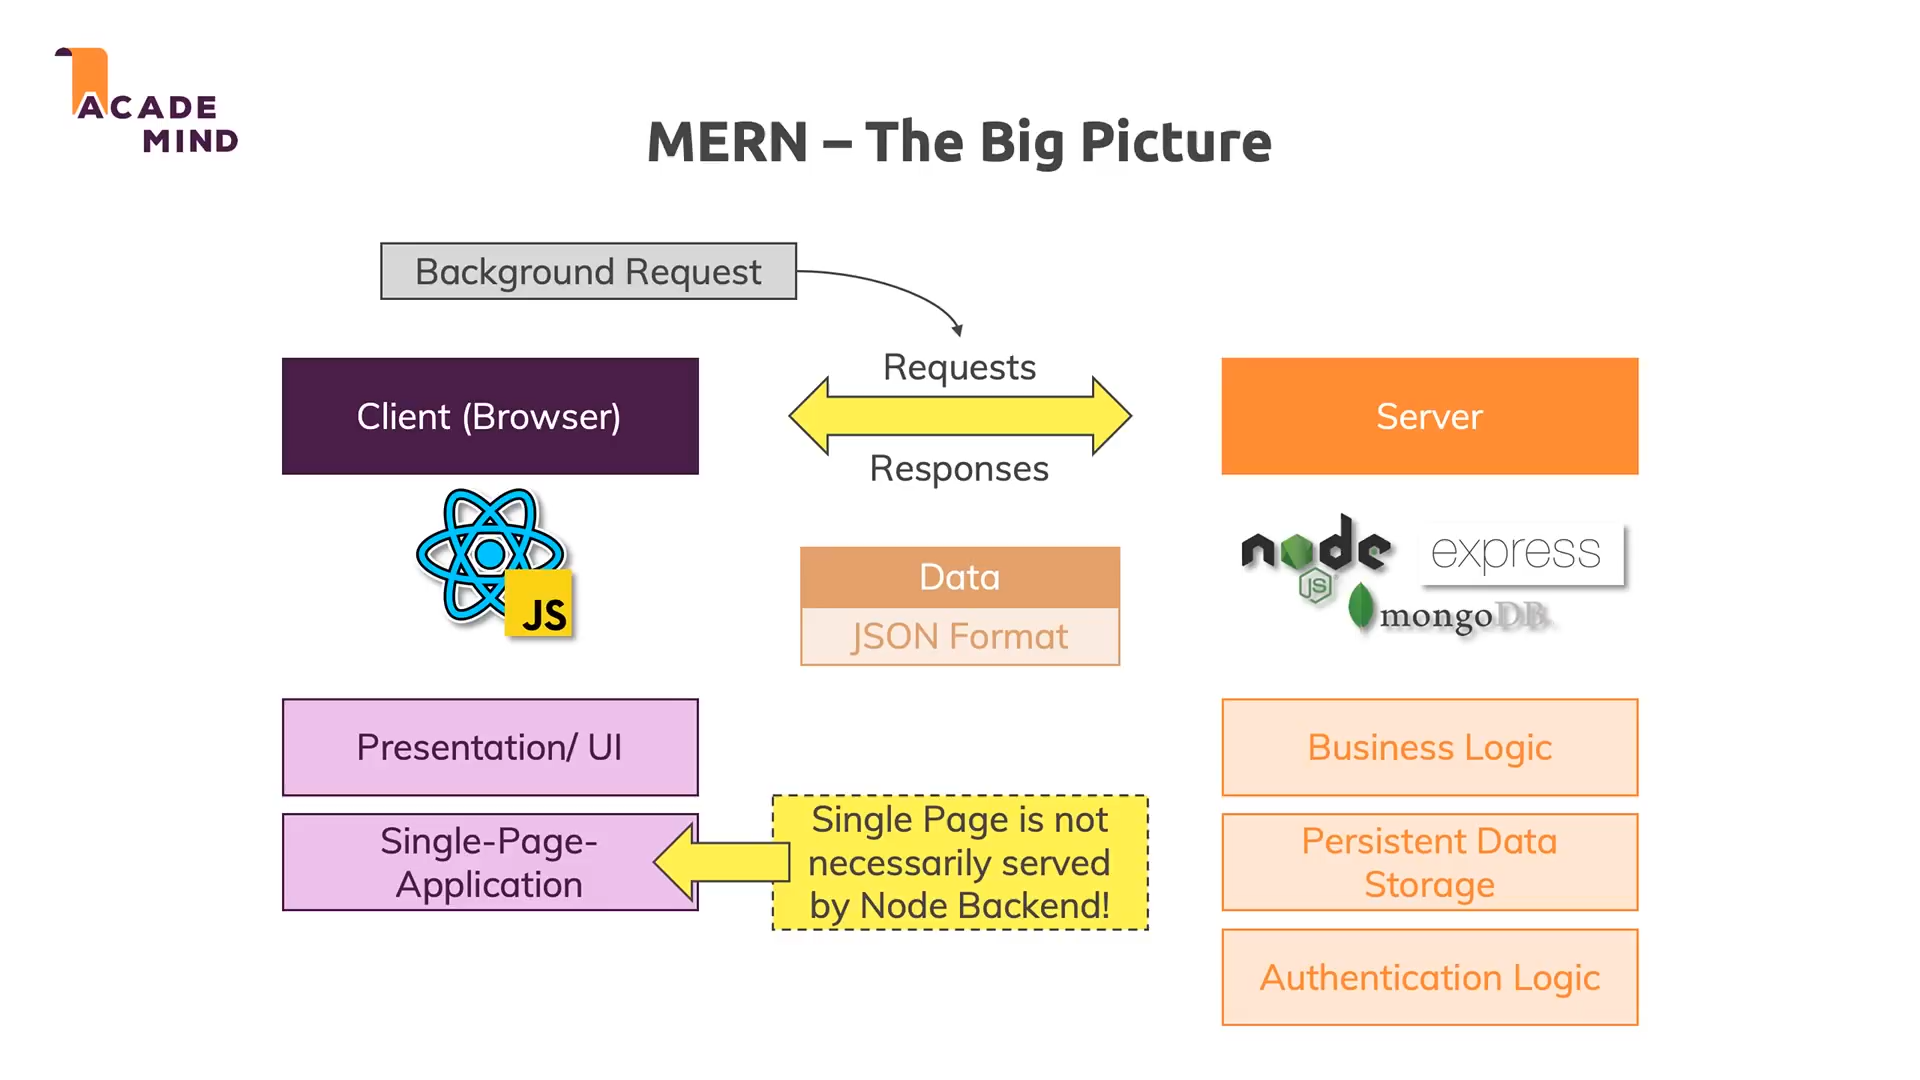 ACADE
MIND
MERN – The Big Picture
Background Request
Requests
Client (Browser)
Server
Responses
JS
node
JS
express
mongoDB
Data
JSON Format
Presentation/ UI
Business Logic
Single-Page-
Application
Single Page is not
necessarily served
by Node Backend!
Persistent Data
Storage
Authentication Logic